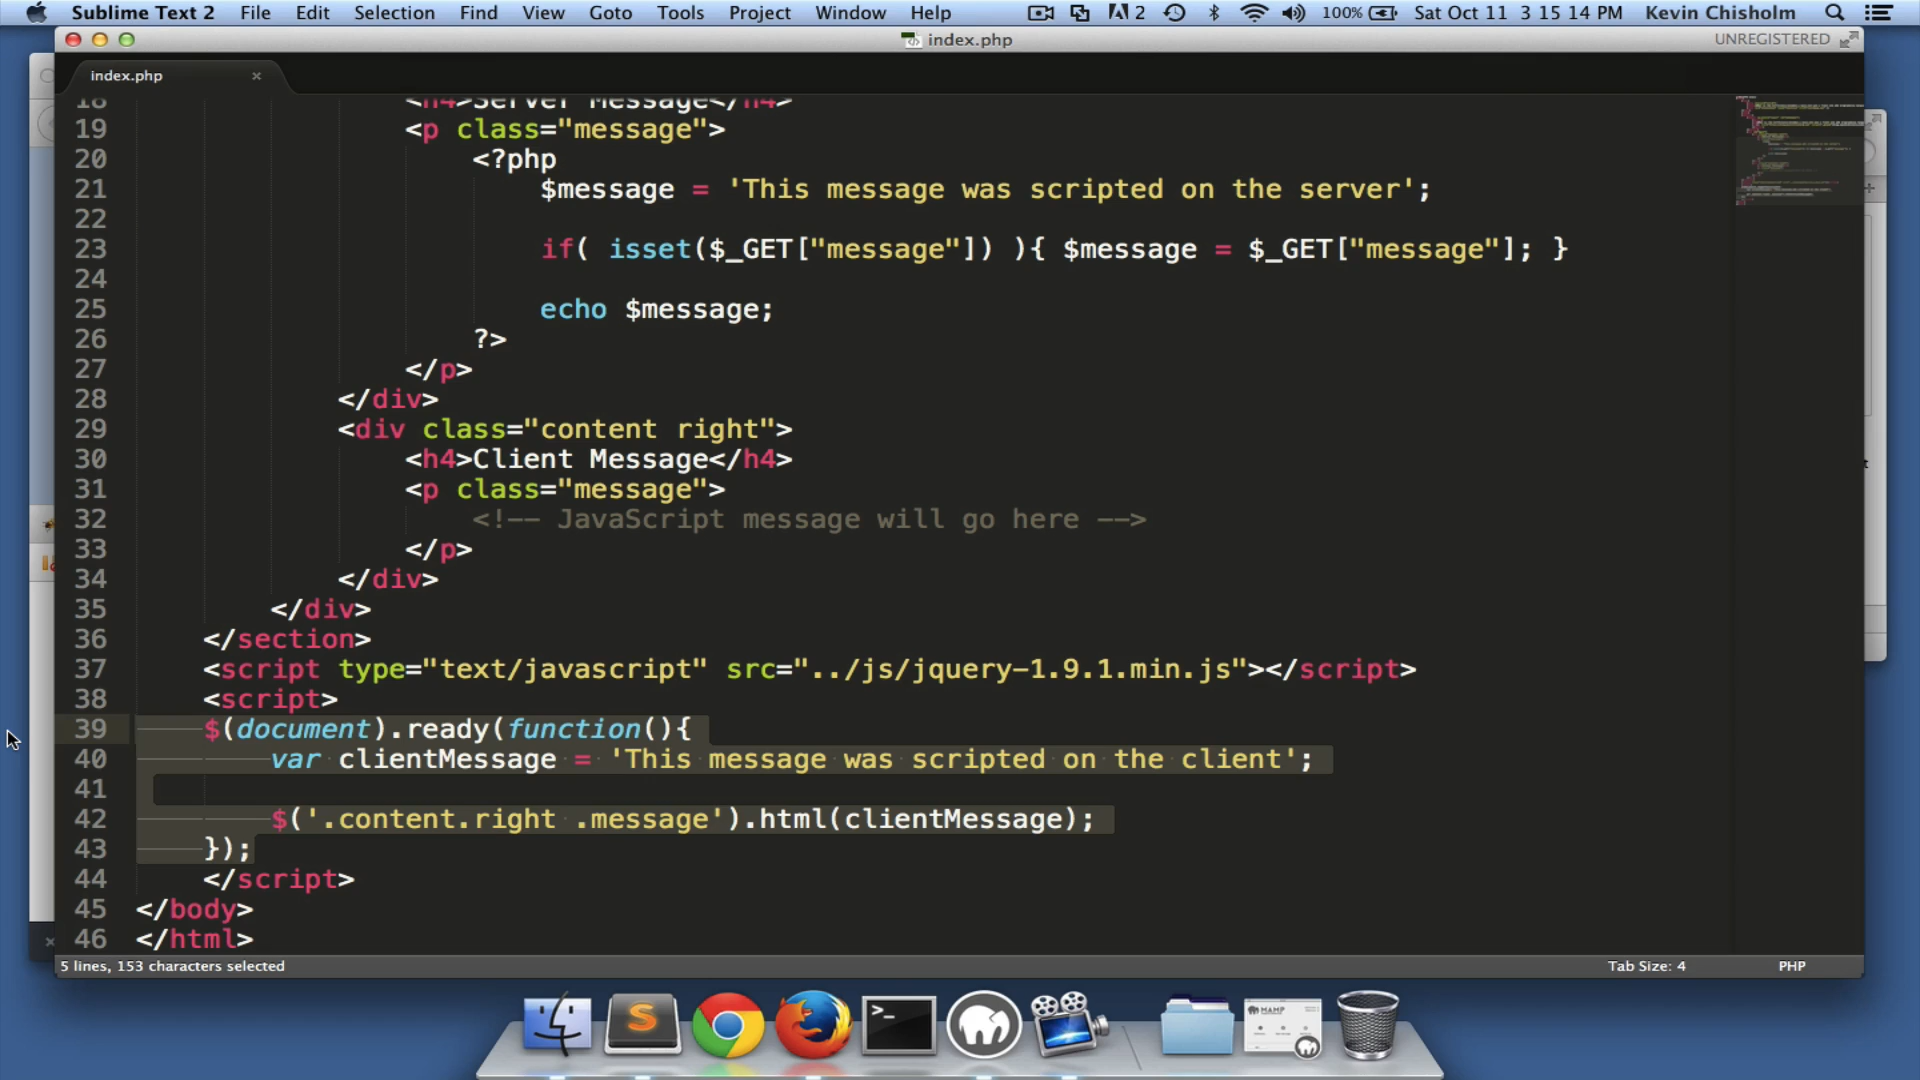 Sublime Text 2 File Edit Selection Find View Goto Tools Project Window Help 2 100% Sat Oct 11 3 15 14 PM Kevin Chisholm
index.php UNREGISTERED
index.php ×
18 <h4>Server Message</h4>
19 <p class="message">
20 <?php
21 $message = 'This message was scripted on the server';
22
23 if( isset($_GET["message"]) ){ $message = $_GET["message"]; }
24
25 echo $message;
26 ?>
27 </p>
28 </div>
29 <div class="content right">
30 <h4>Client Message</h4>
31 <p class="message">
32 <!-- JavaScript message will go here -->
33 </p>
34 </div>
35 </div>
36 </section>
37 <script type="text/javascript" src="../js/jquery-1.9.1.min.js"></script>
38 <script>
39 $(document).ready(function(){
40 var clientMessage = 'This message was scripted on the client';
41
42 $('.content.right .message').html(clientMessage);
43 });
44 </script>
45 </body>
46 </html>
5 lines, 153 characters selected Tab Size: 4 PHP
MAMP